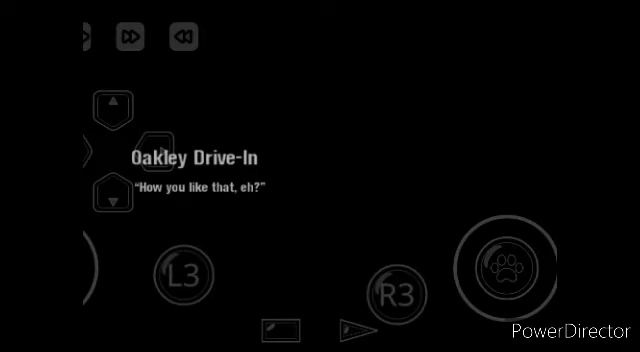 Oakley Drive-In
“How you like that, eh?”
L3
R3
PowerDirector